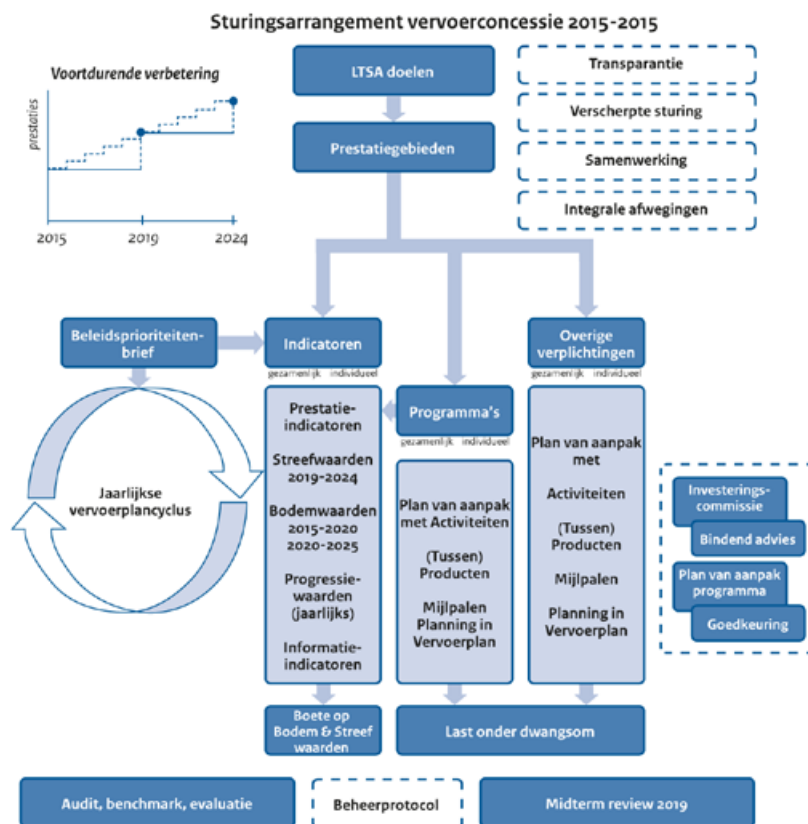 Sturingsarrangement vervoerconcessie 2015-2015
Voortdurende verbetering
prestaties
2015
2019
2024
LTSA doelen
Prestatiegebieden
Transparantie
Verscherpte sturing
Samenwerking
Integrale afwegingen
Beleidsprioriteiten-
brief
Jaarlijkse
vervoerplancyclus
Indicatoren
gezamenlijk individueel
Prestatie-
indicatoren
Streefwaarden
2019-2024
Bodemwaarden
2015-2020
2020-2025
Progressie-
waarden
(jaarlijks)
Informatie-
indicatoren
Boete op
Bodem & Streef
waarden
Programma's
gezamenlijk individueel
Plan van aanpak
met Activiteiten
(Tussen)
Producten
Mijlpalen
Planning in
Vervoerplan
Overige
verplichtingen
gezamenlijk individueel
Plan van aanpak
met
Activiteiten
(Tussen)
Producten
Mijlpalen
Planning in
Vervoerplan
Last onder dwangsom
Investerings-
commissie
Bindend advies
Plan van aanpak
programma
Goedkeuring
Audit, benchmark, evaluatie
Beheerprotocol
Midterm review 2019